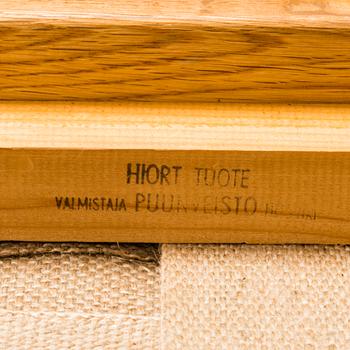 HIORT TUOTE
VALMISTAJA PUUNVEISTO